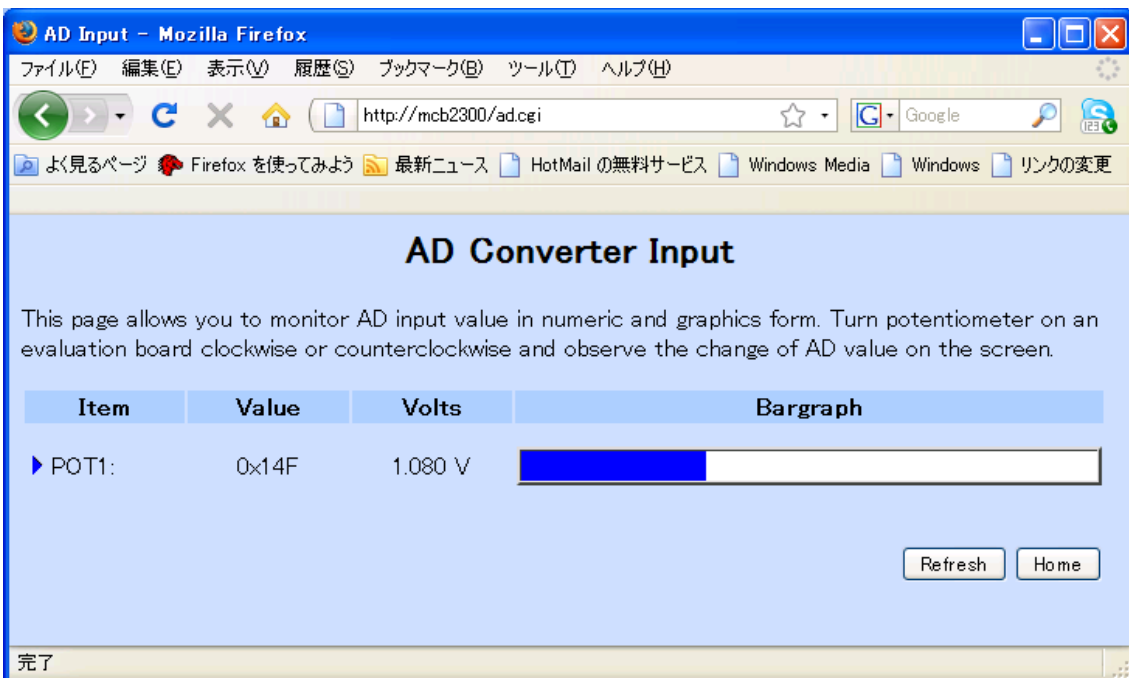 AD Input - Mozilla Firefox
ファイル(F) 編集(E) 表示(V) 履歴(S) ブックマーク(B) ツール(T) ヘルプ(H)
http://mcb2300/ad.cgi G Google 123
よく見るページ Firefox を使ってみよう 最新ニュース HotMail の無料サービス Windows Media Windows リンクの変更
AD Converter Input
This page allows you to monitor AD input value in numeric and graphics form. Turn potentiometer on an
evaluation board clockwise or counterclockwise and observe the change of AD value on the screen.
Item Value Volts Bargraph
POT1: 0x14F 1.080 V
Refresh Home
完了